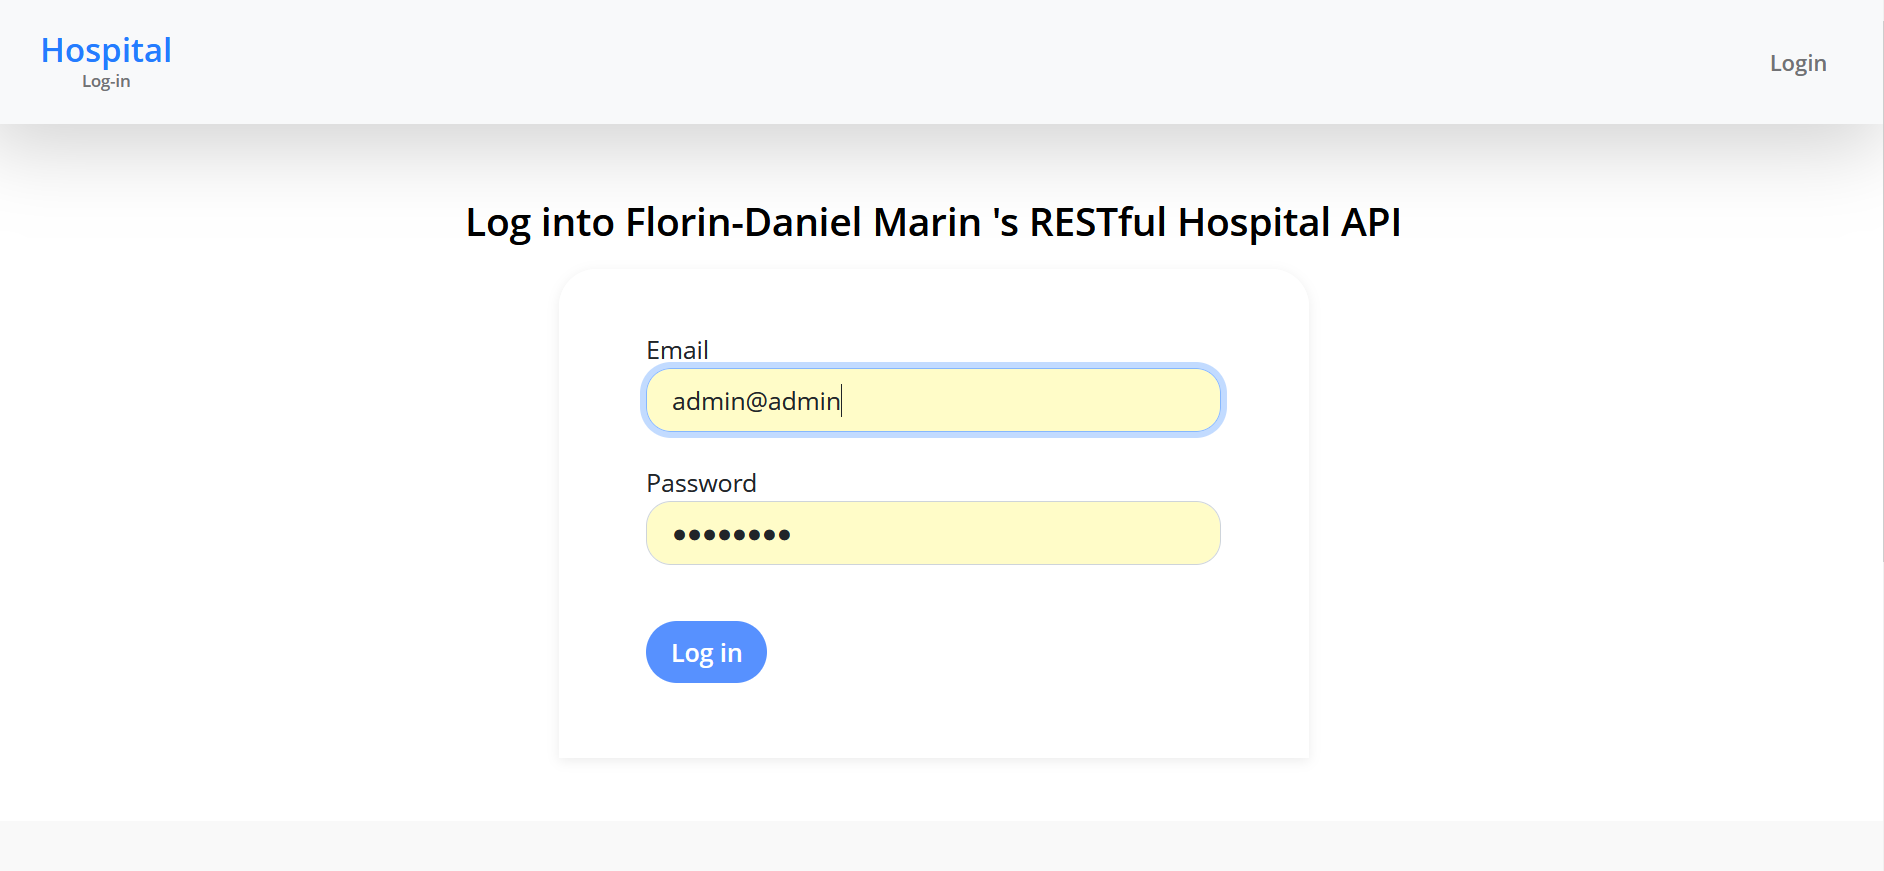 Hospital
Log-in
Login
Log into Florin-Daniel Marin 's RESTful Hospital API
Email
admin@admin
Password
••••••••
Log in